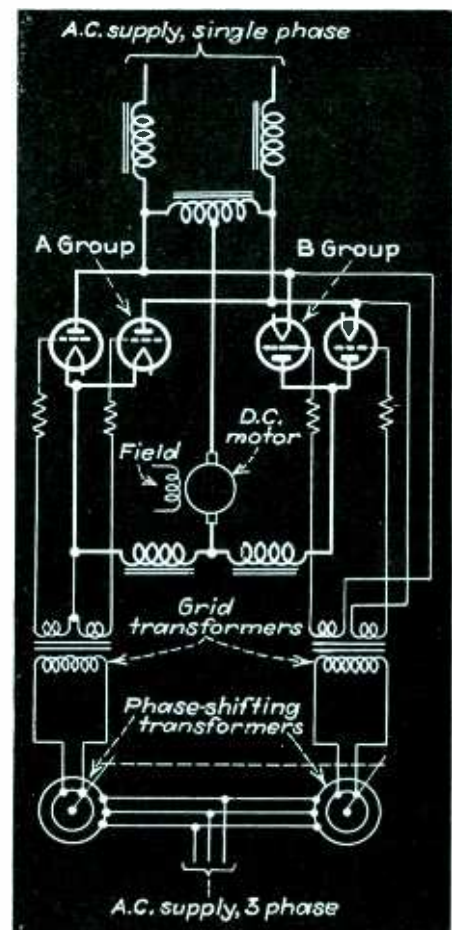 A.C. supply, single phase
A Group
B Group
D.C.
motor
Field
Grid
transformers
Phase-shifting
transformers
A.C. supply, 3 phase